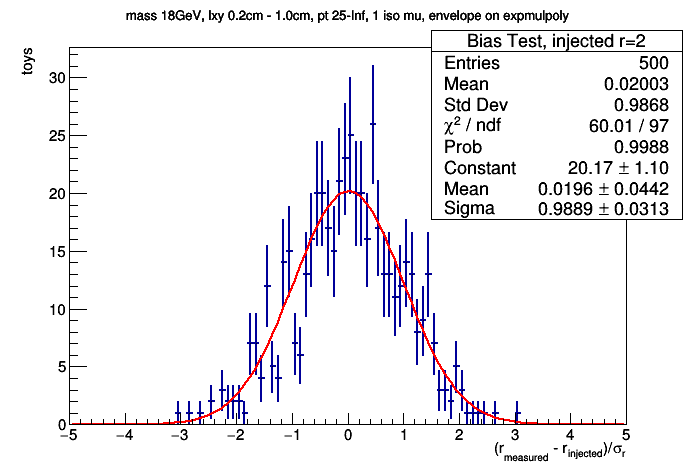 mass 18GeV, lxy 0.2cm - 1.0cm, pt 25-Inf, 1 iso mu, envelope on expmulpoly
Bias Test, injected r=2
Entries 500
Mean 0.02003
Std Dev 0.9868
χ² / ndf 60.01 / 97
Prob 0.9988
Constant 20.17 ± 1.10
Mean 0.0196 ± 0.0442
Sigma 0.9889 ± 0.0313
toys
30
25
20
15
10
5
0
−5 −4 −3 −2 −1 0 1 2 3 4 5
(r_measured - r_injected)/σ_r